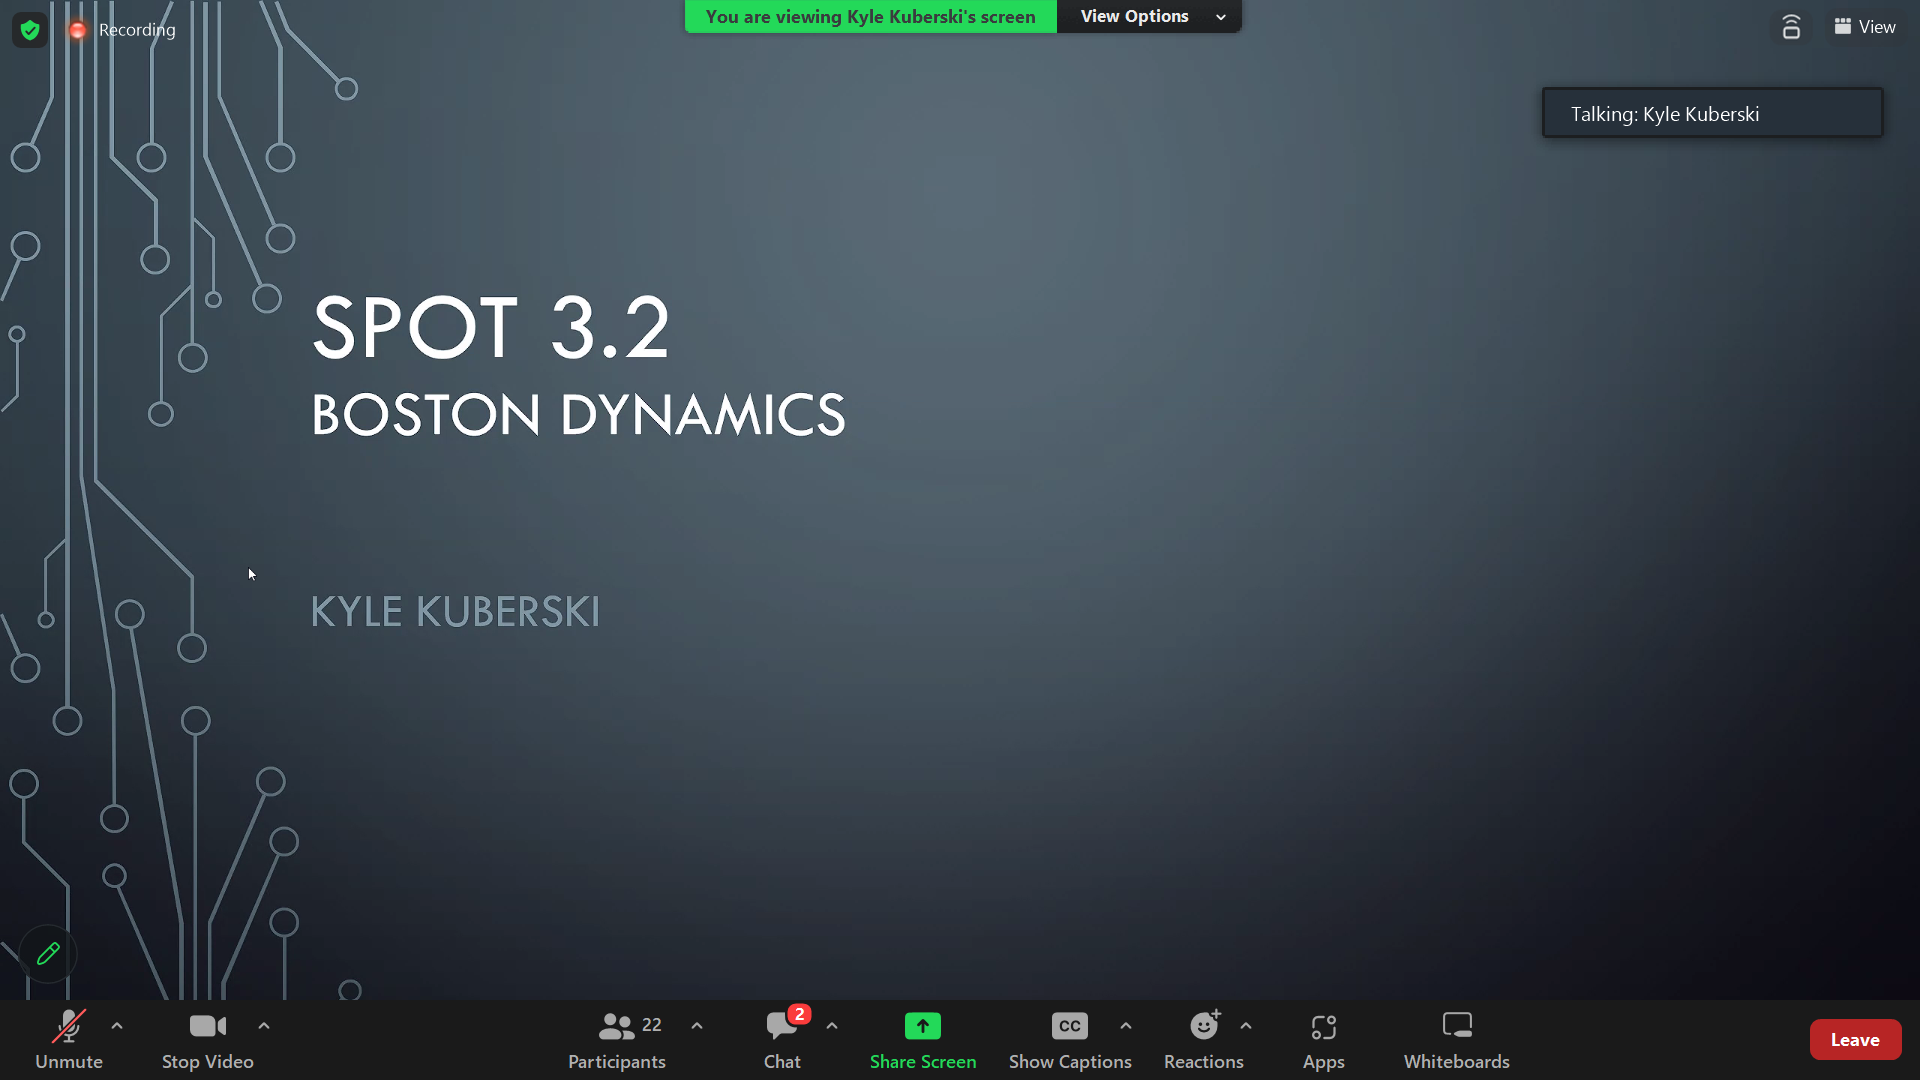 Recording
You are viewing Kyle Kuberski's screen
View Options
View
Talking: Kyle Kuberski
SPOT 3.2
BOSTON DYNAMICS
KYLE KUBERSKI
22
2
CC
Unmute
Stop Video
Participants
Chat
Share Screen
Show Captions
Reactions
Apps
Whiteboards
Leave